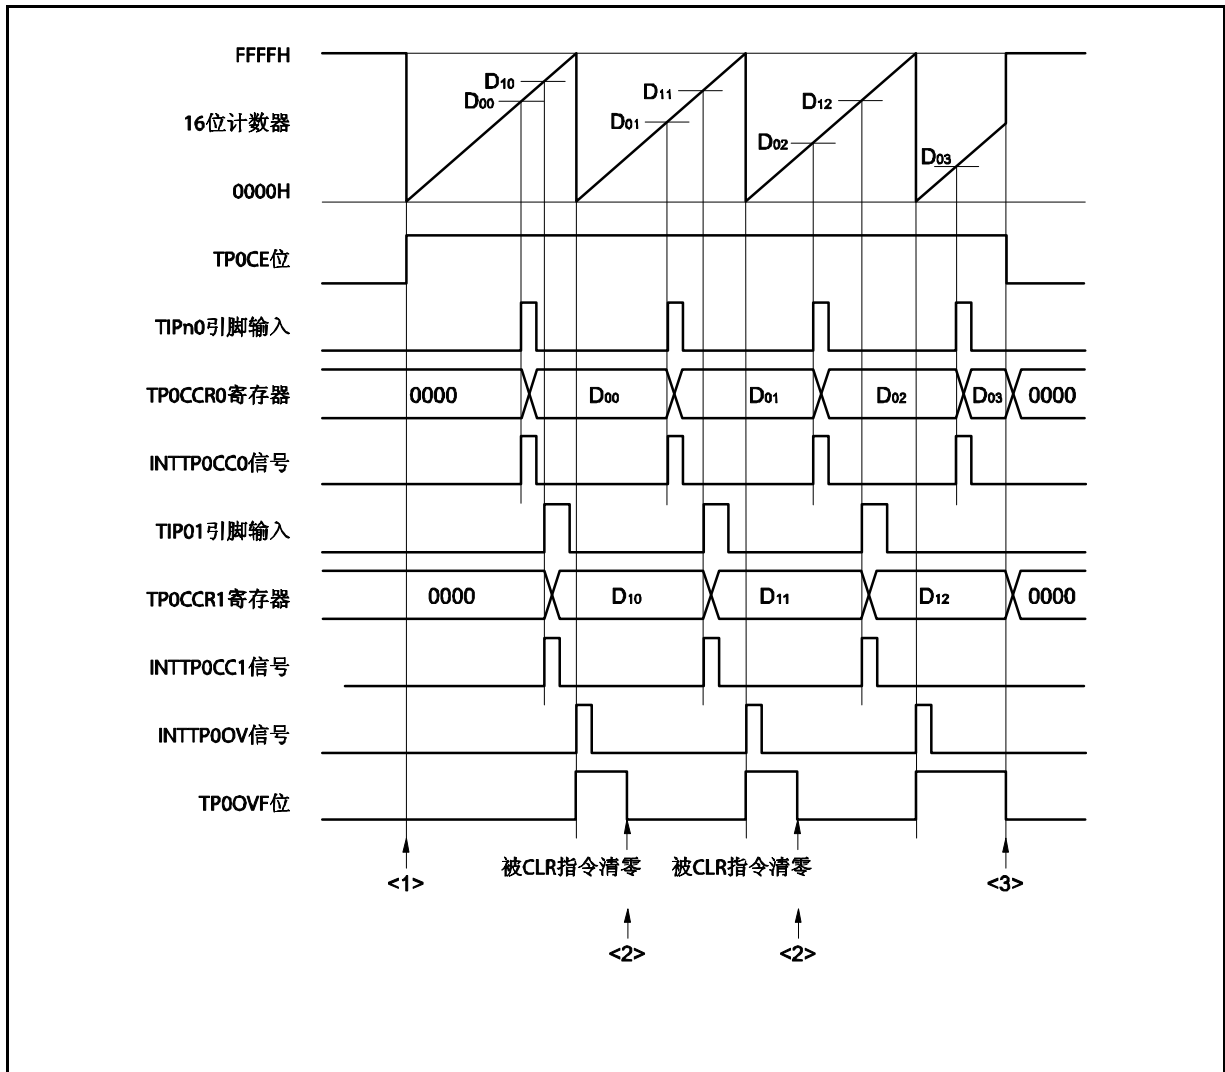 FFFFH
D10
D00
D11
D01
D12
D02
D03
16位计数器
0000H
TP0CE位
TIPn0引脚输入
TP0CCR0寄存器
0000
D00
D01
D02
D03
0000
INTTP0CC0信号
TIP01引脚输入
TP0CCR1寄存器
0000
D10
D11
D12
0000
INTTP0CC1信号
INTTP0OV信号
TP0OVF位
被CLR指令清零
被CLR指令清零
<1>
<3>
<2>
<2>